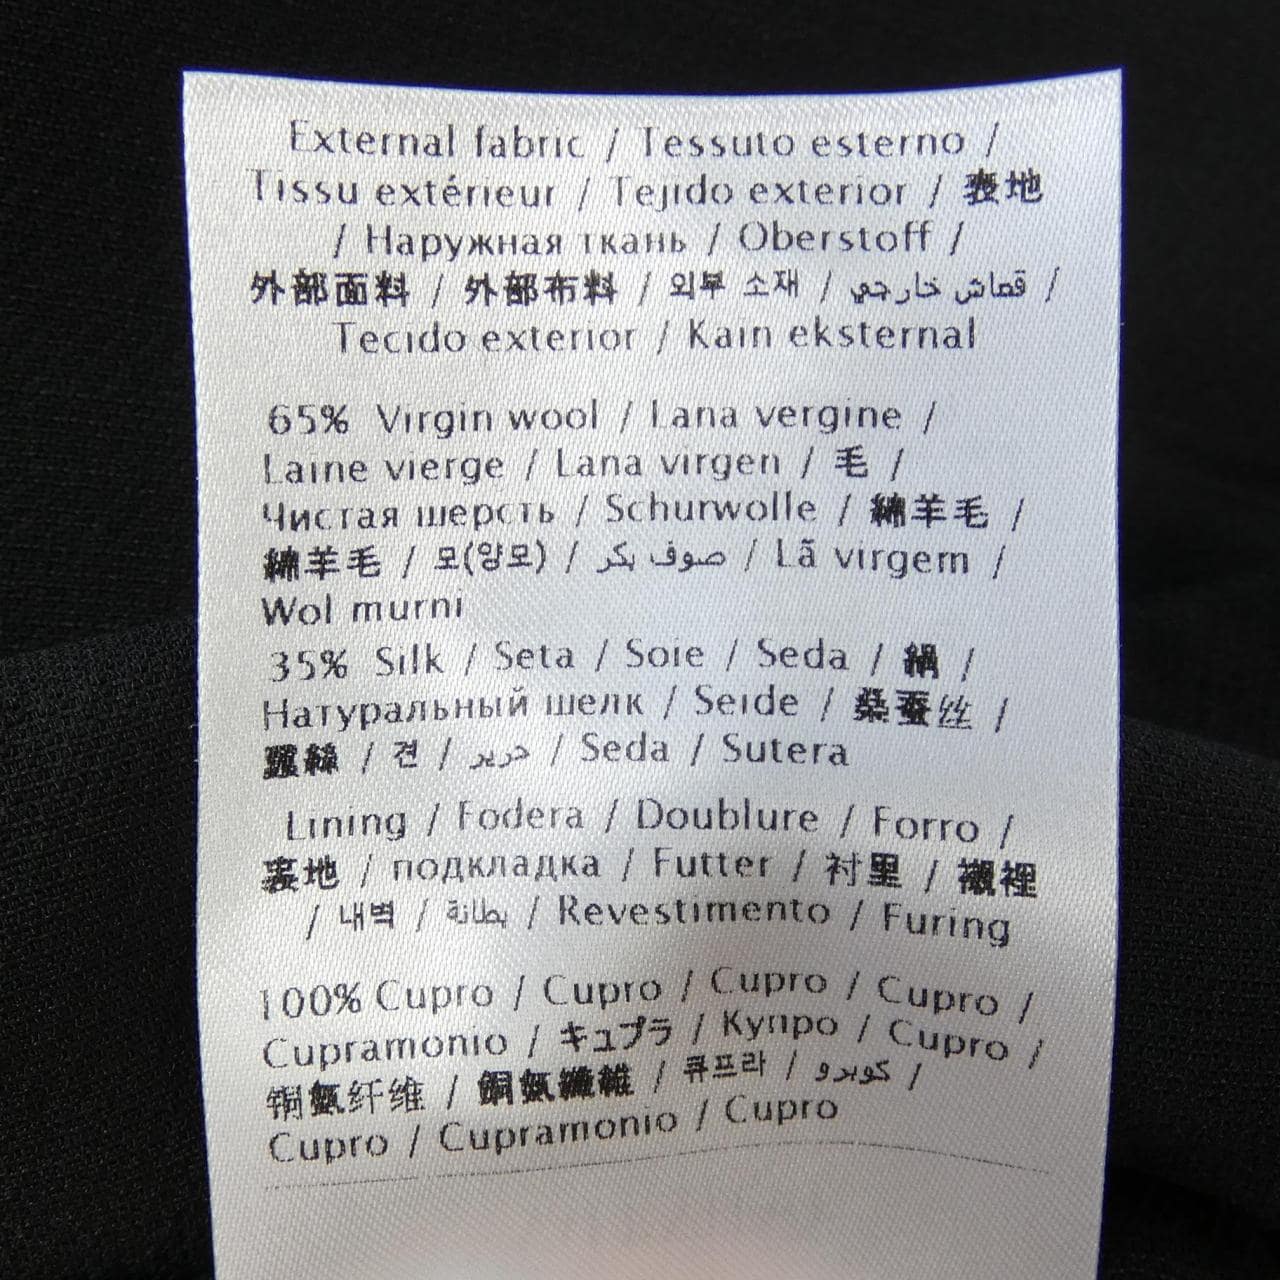 External fabric / Tessuto esterno /
Tissu extérieur / Tejido exterior / 表地
/ Наружная ткань / Oberstoff /
外部面料 / 外部布料 / 외부 소재 / قماش خارجي /
Tecido exterior / Kain eksternal
65% Virgin wool / Lana vergine /
Laine vierge / Lana virgen / 毛 /
Чистая шерсть / Schurwolle / 綿羊毛 /
綿羊毛 / 모(양모) / صوف بكر / Lã virgem /
Wol murni
35% Silk / Seta / Soie / Seda / 絹 /
Натуральный шелк / Seide / 桑蚕丝 /
蠶絲 / 견 / حرير / Seda / Sutera
Lining / Fodera / Doublure / Forro /
裏地 / подкладка / Futter / 衬里 / 襯裡
/ 내벽 / بطانة / Revestimento / Furing
100% Cupro / Cupro / Cupro / Cupro /
Cupramonio / キュプラ / Купро / Cupro /
铜氨纤维 / 銅氨纖維 / 큐프라 / كوبرو /
Cupro / Cupramonio / Cupro